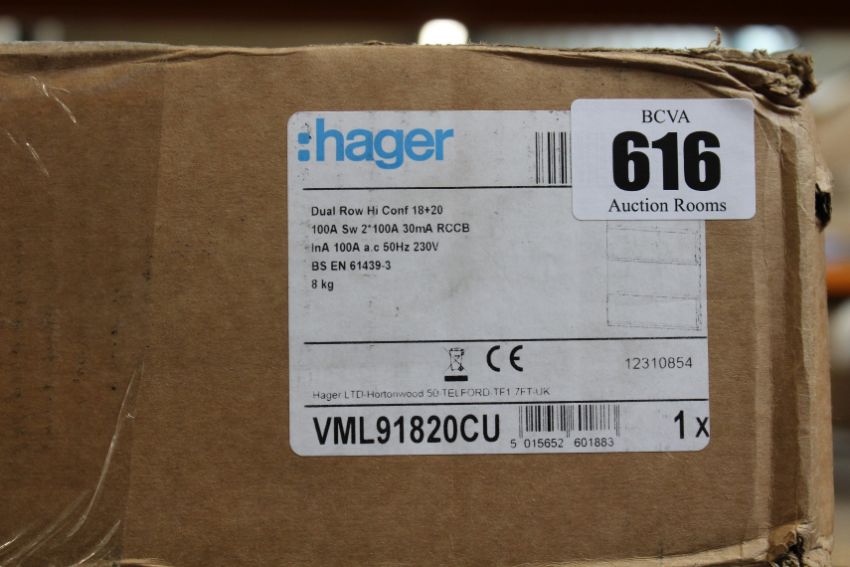 :hager
BCVA
616
Auction Rooms
Dual Row Hi Conf 18+20
100A Sw 2*100A 30mA RCCB
InA 100A a.c 50Hz 230V
BS EN 61439-3
8 kg
CE
12310854
Hager LTD-Hortonwood 50-TELFORD-TF1 7FT-UK
VML91820CU
5 015652 601883
1 x